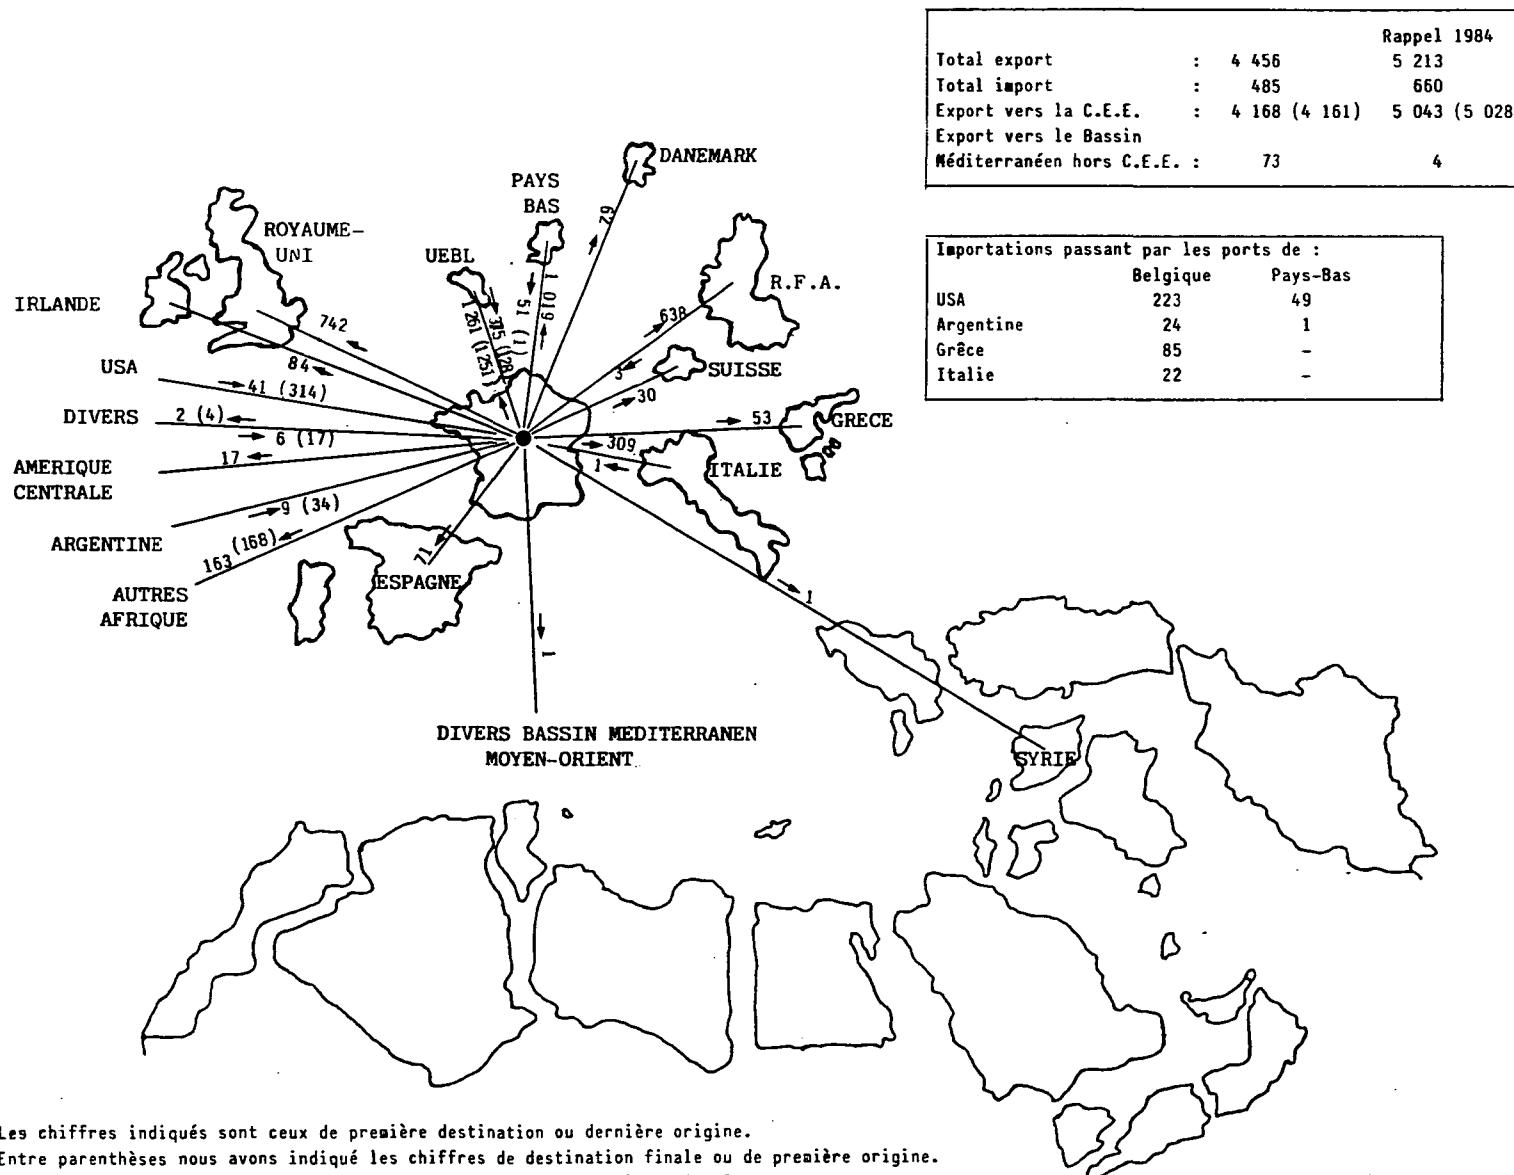 Rappel 1984
Total export : 4 456 5 213
Total import : 485 660
Export vers la C.E.E. : 4 168 (4 161) 5 043 (5 028
Export vers le Bassin
Méditerranéen hors C.E.E. : 73 4
Importations passant par les ports de :
Belgique Pays-Bas
USA 223 49
Argentine 24 1
Grêce 85 -
Italie 22 -
DANEMARK
62
PAYS
BAS
1 019
51 (1)
ROYAUME-
UNI
742
UEBL
375 (128
1 261 (1 251)
R.F.A.
638
3
IRLANDE
84
SUISSE
30
USA
41 (314)
GRECE
53
DIVERS
2 (4)
6 (17)
309
1
ITALIE
AMERIQUE
CENTRALE
17
ARGENTINE
9 (34)
AUTRES
AFRIQUE
163 (168)
ESPAGNE
71
1
1
DIVERS BASSIN MEDITERRANEN
MOYEN-ORIENT
SYRIE
Les chiffres indiqués sont ceux de première destination ou dernière origine.
Entre parenthèses nous avons indiqué les chiffres de destination finale ou de première origine.